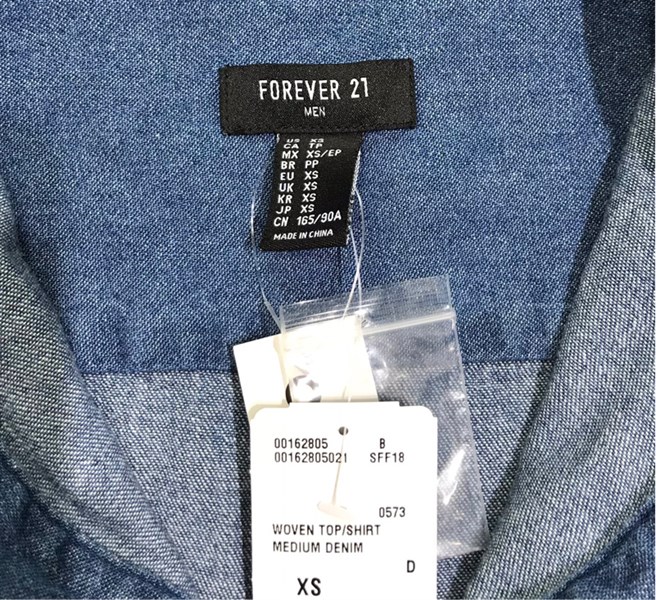 FOREVER 21
MEN
US XS
CA TP
MX XS/EP
BR PP
EU XS
UK XS
KR XS
JP XS
CN 165/90A
MADE IN CHINA
00162805 B
00162805021 SFF18
0573
WOVEN TOP/SHIRT
MEDIUM DENIM
D
XS